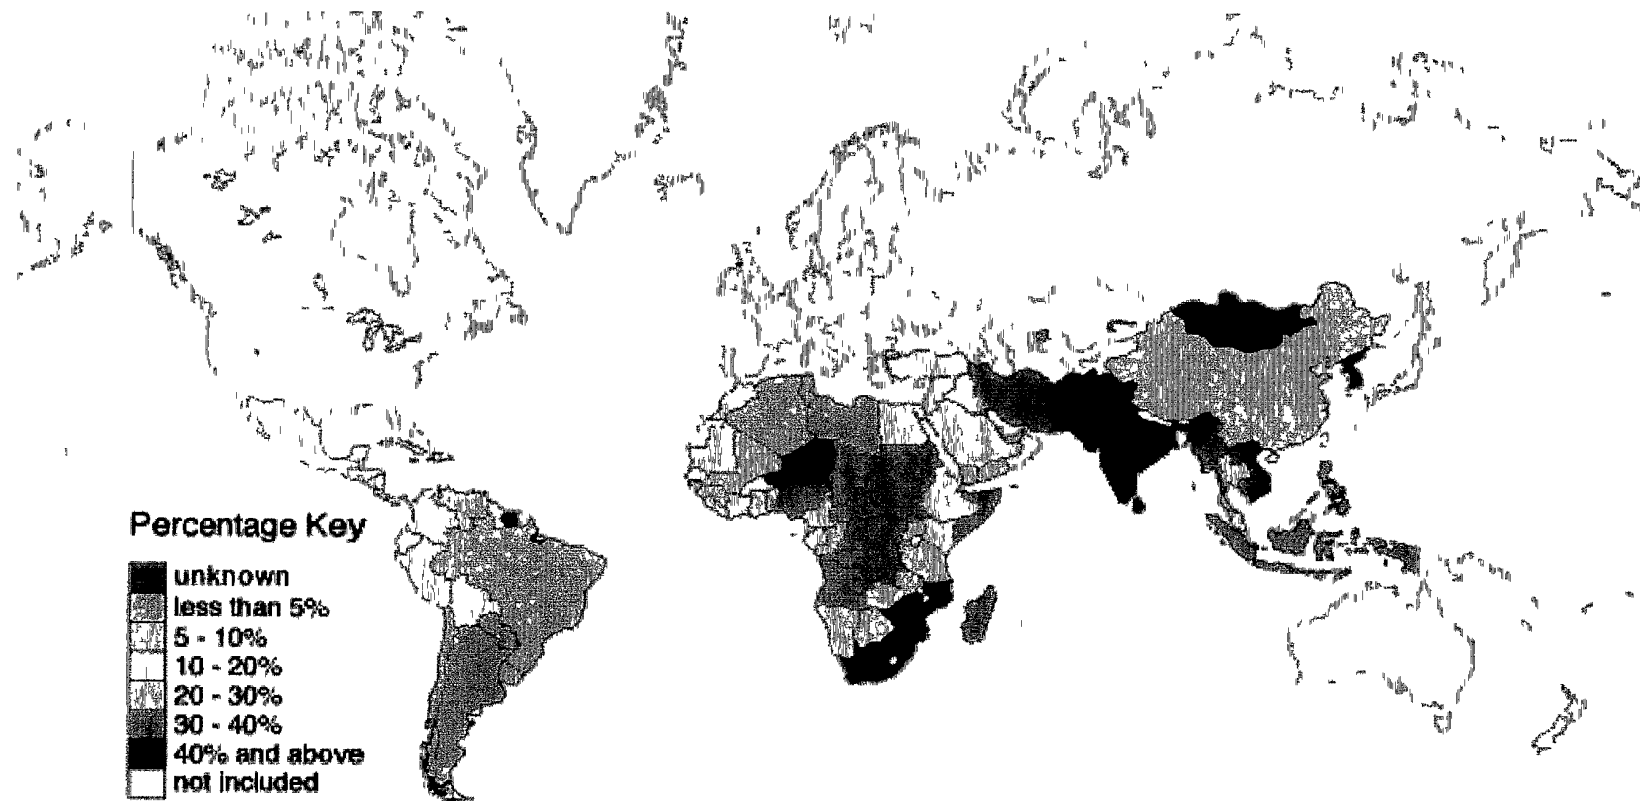 Percentage Key
unknown
less than 5%
5 - 10%
10 - 20%
20 - 30%
30 - 40%
40% and above
not included